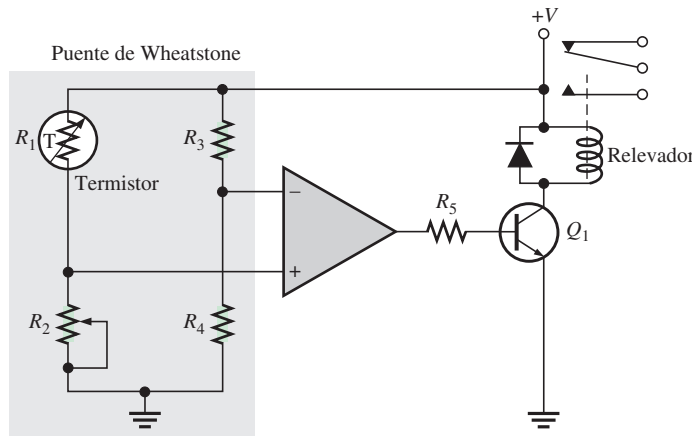 +V
Puente de Wheatstone
R1
T
R3
Termistor
Relevador
−
R5
Q1
+
R2
R4